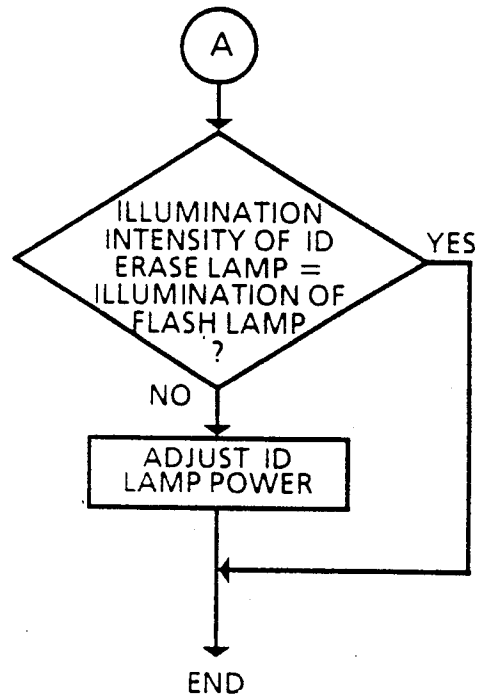 A
ILLUMINATION
INTENSITY OF ID
ERASE LAMP =
ILLUMINATION OF
FLASH LAMP
?
YES
NO
ADJUST ID
LAMP POWER
END